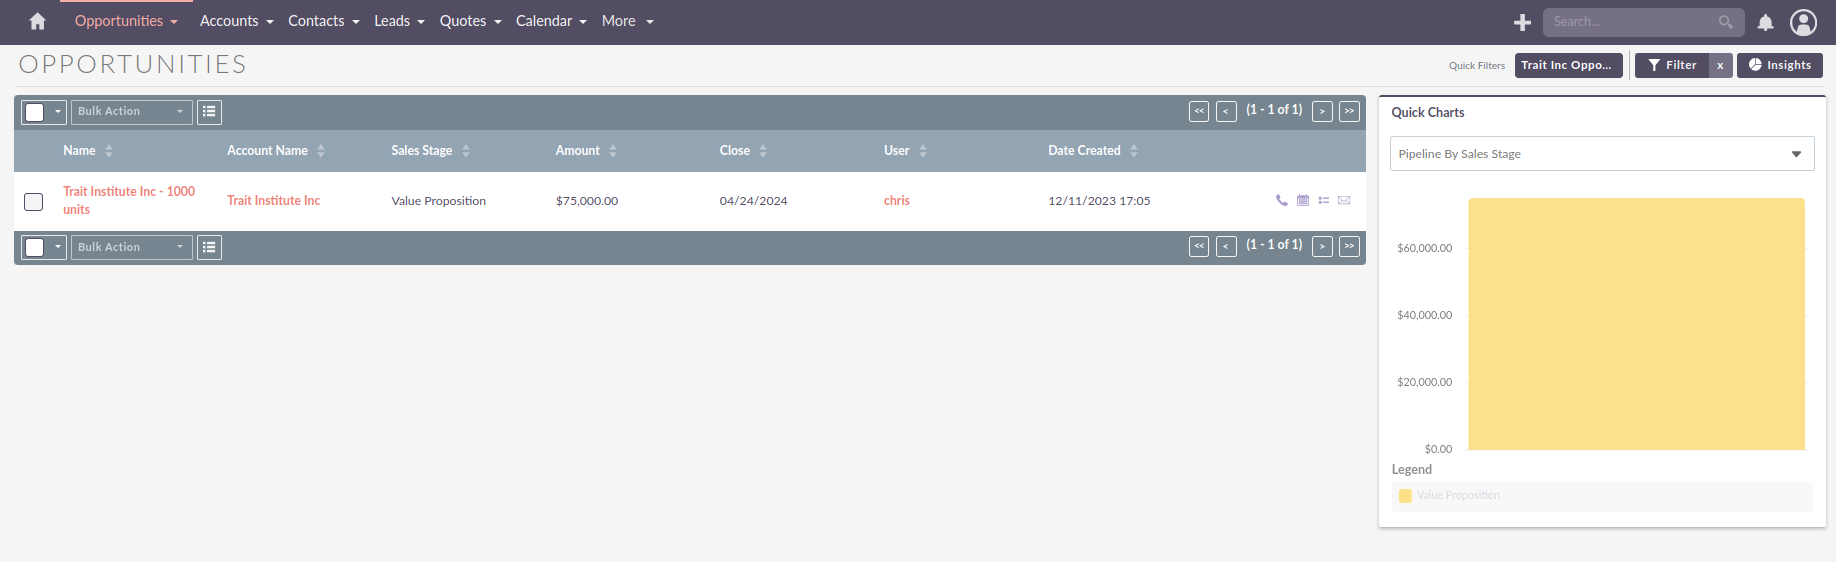 Opportunities Accounts Contacts Leads Quotes Calendar More Search...
OPPORTUNITIES
Quick Filters Trait Inc Oppo... Filter x Insights
Bulk Action << < (1 - 1 of 1) > >>
Name Account Name Sales Stage Amount Close User Date Created
Trait Institute Inc - 1000
units
Trait Institute Inc Value Proposition $75,000.00 04/24/2024 chris 12/11/2023 17:05
Bulk Action << < (1 - 1 of 1) > >>
Quick Charts
Pipeline By Sales Stage
$60,000.00
$40,000.00
$20,000.00
$0.00
Legend
Value Proposition